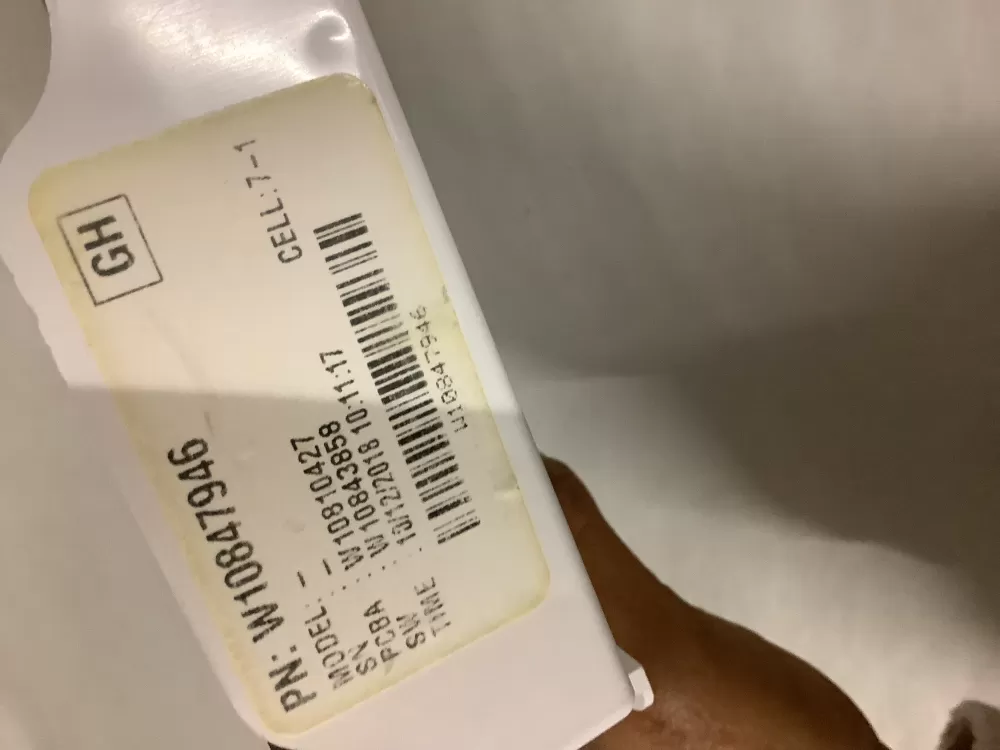 PN: W10847946
GH
MODEL: –
SN : –
PCBA : W10810427
SW : W10843858
TIME : 10/12/2018 10:11:17
CELL:7-1
W10847946